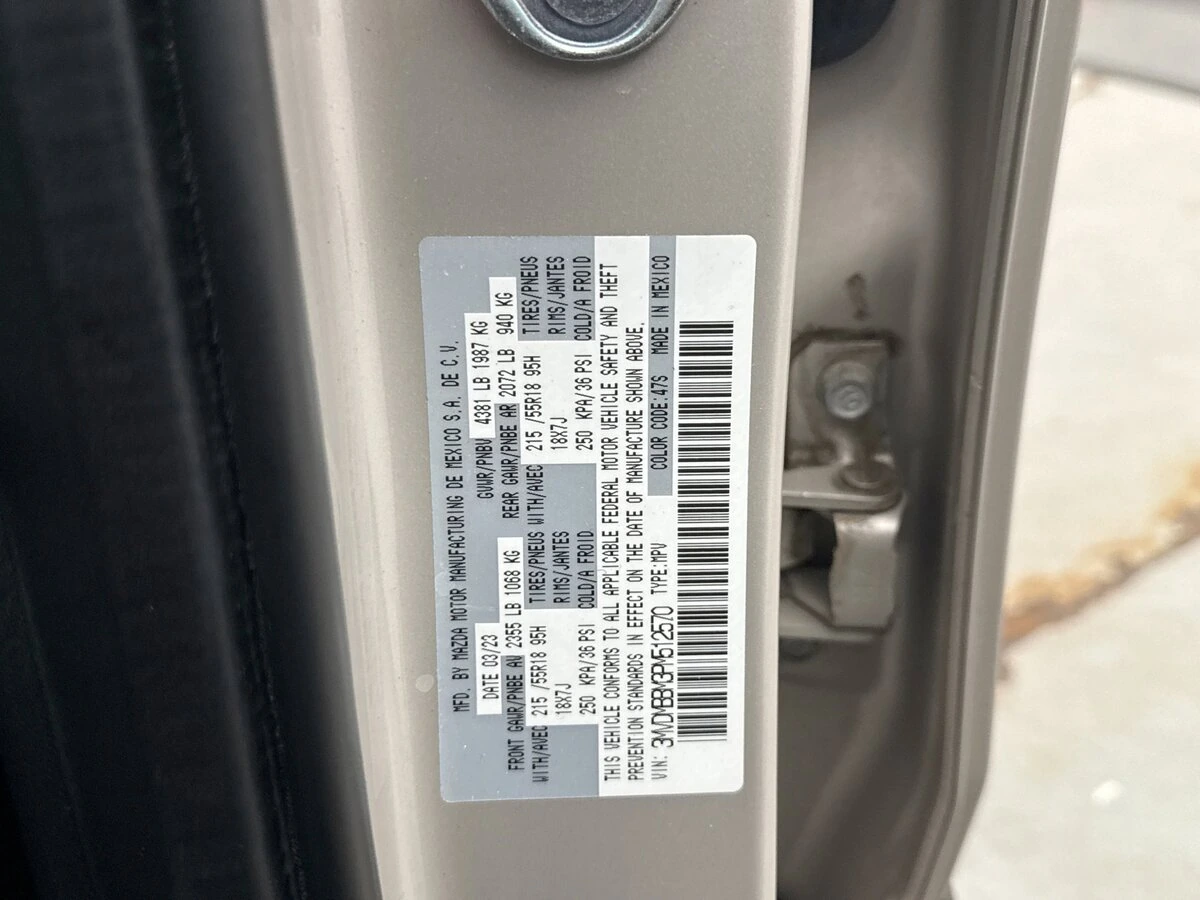 MFD. BY MAZDA MOTOR MANUFACTURING DE MEXICO S.A. DE C.V.
DATE 03/23 GVWR/PNBV 4381 LB 1987 KG
FRONT GAWR/PNBE AV 2355 LB 1068 KG REAR GAWR/PNBE AR 2072 LB 940 KG
WITH/AVEC 215 /55R18 95H TIRES/PNEUS WITH/AVEC 215 /55R18 95H TIRES/PNEUS
18X7J RIMS/JANTES 18X7J RIMS/JANTES
250 KPA/36 PSI COLD/A FROID 250 KPA/36 PSI COLD/A FROID
THIS VEHICLE CONFORMS TO ALL APPLICABLE FEDERAL MOTOR VEHICLE SAFETY AND THEFT
PREVENTION STANDARDS IN EFFECT ON THE DATE OF MANUFACTURE SHOWN ABOVE.
VIN: 3MVDMBBM3PM512570 TYPE:MPV COLOR CODE:47S MADE IN MEXICO